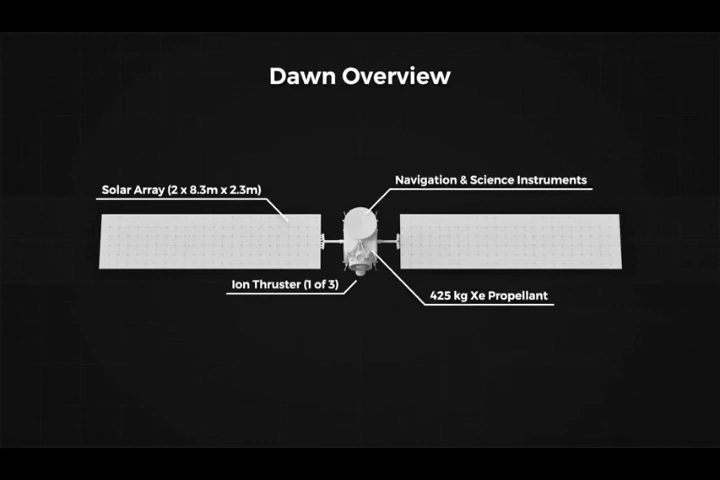 Dawn Overview
Navigation & Science Instruments
Solar Array (2 x 8.3m x 2.3m)
Ion Thruster (1 of 3)
425 kg Xe Propellant